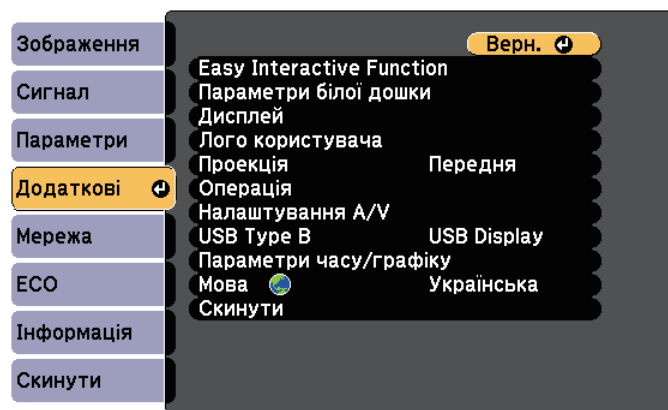 Зображення
Сигнал
Параметри
Додаткові
Мережа
ECO
Інформація
Скинути
Верн.
Easy Interactive Function
Параметри білої дошки
Дисплей
Лого користувача
Проекція Передня
Операція
Налаштування A/V
USB Type B USB Display
Параметри часу/графіку
Мова Українська
Скинути